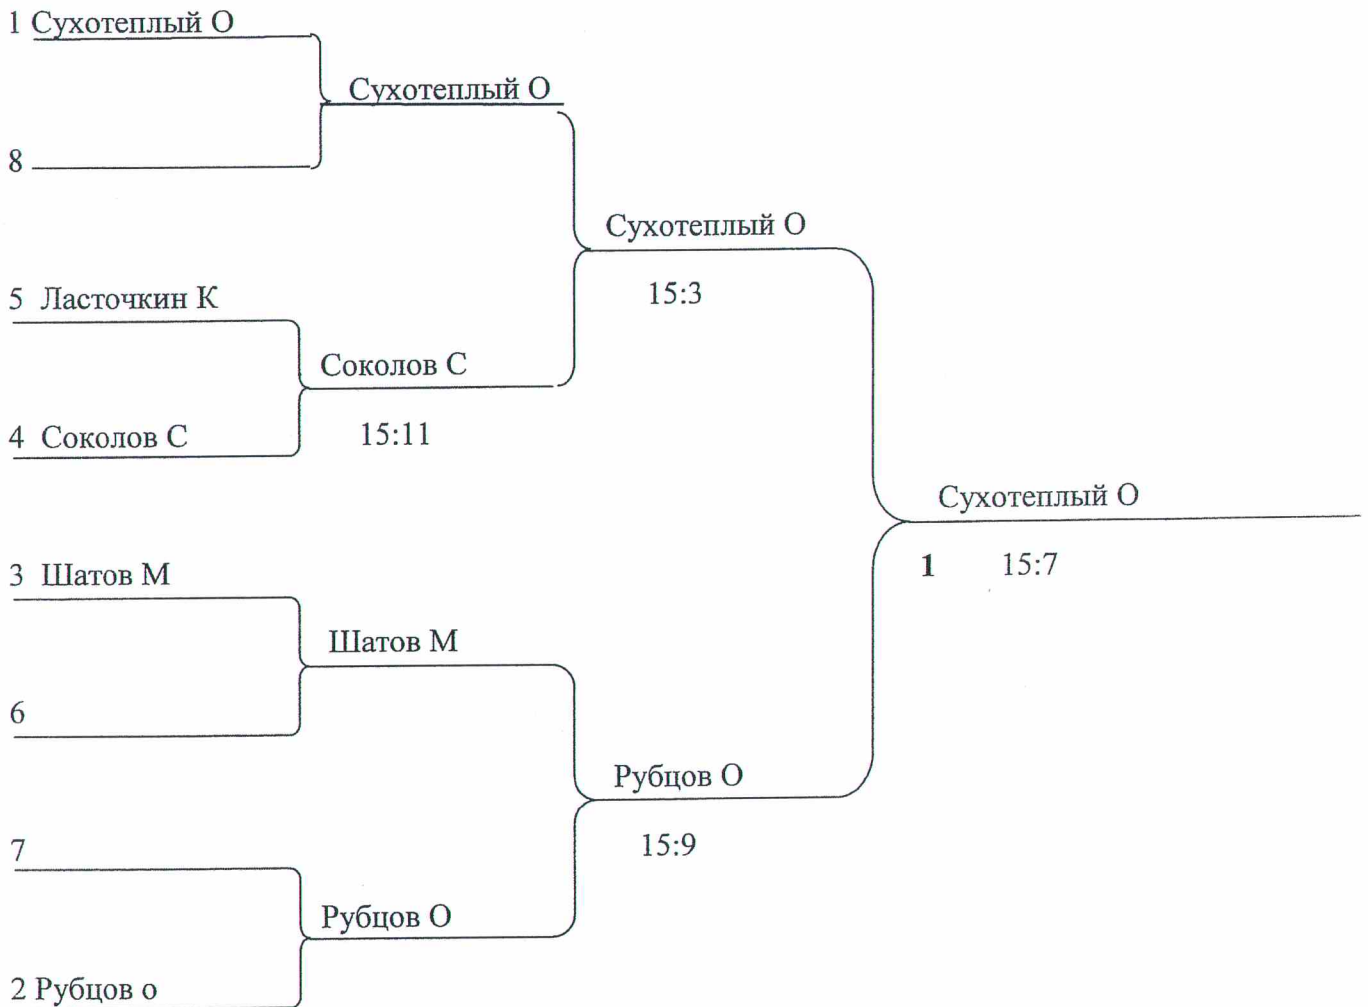 1 Сухотеплый О
Сухотеплый О
8
Сухотеплый О
15:3
5 Ласточкин К
Соколов С
15:11
4 Соколов С
Сухотеплый О
1 15:7
3 Шатов М
Шатов М
6
Рубцов О
15:9
7
Рубцов О
2 Рубцов о